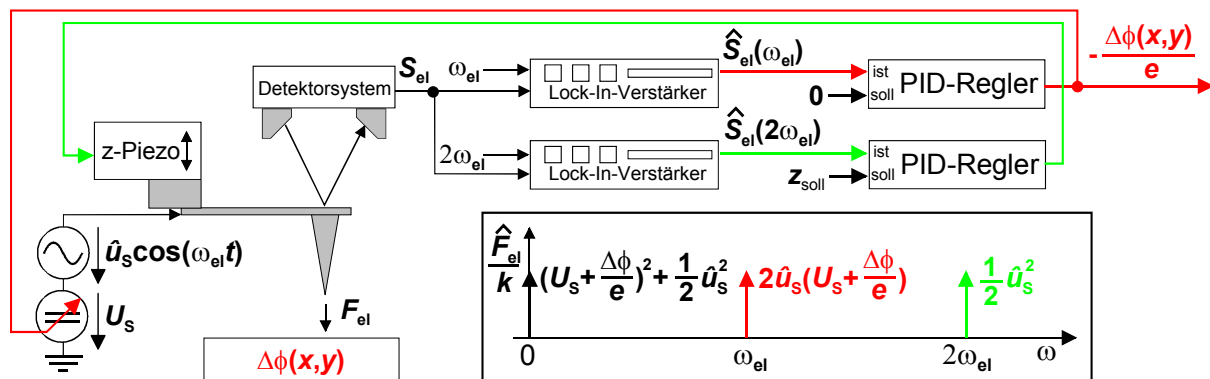 S_el
ω_el
Detektorsystem
Lock-In-Verstärker
Ŝ_el(ω_el)
0
ist
soll
PID-Regler
- Δϕ(x,y)/e
z-Piezo
2ω_el
Lock-In-Verstärker
Ŝ_el(2ω_el)
z_soll
ist
soll
PID-Regler
û_S cos(ω_el t)
U_S
F_el
Δϕ(x,y)
F̂_el/k
(U_S + Δϕ/e)² + 1/2 û_S²
2û_S(U_S + Δϕ/e)
1/2 û_S²
0
ω_el
2ω_el
ω